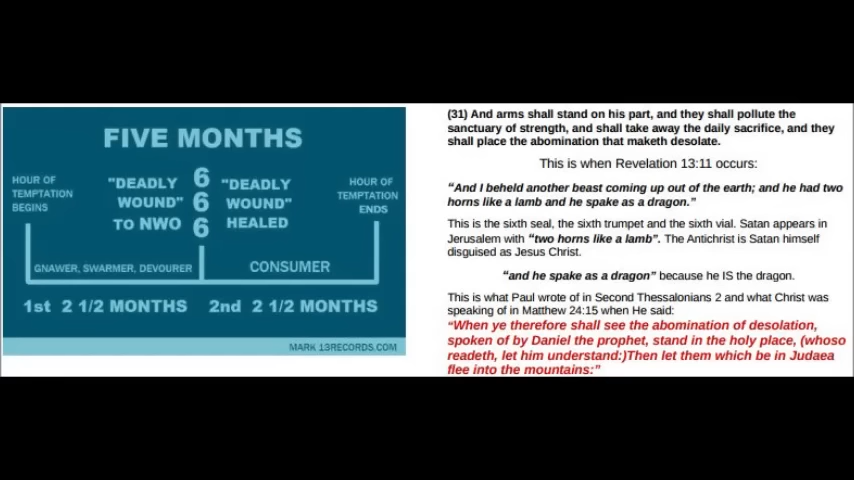 FIVE MONTHS
HOUR OF
TEMPTATION
BEGINS
"DEADLY
WOUND"
TO NWO
6
6
6
"DEADLY
WOUND"
HEALED
HOUR OF
TEMPTATION
ENDS
GNAWER, SWARMER, DEVOURER
CONSUMER
1st 2 1/2 MONTHS
2nd 2 1/2 MONTHS
MARK 13RECORDS.COM
(31) And arms shall stand on his part, and they shall pollute the
sanctuary of strength, and shall take away the daily sacrifice, and they
shall place the abomination that maketh desolate.
This is when Revelation 13:11 occurs:
“And I beheld another beast coming up out of the earth; and he had two
horns like a lamb and he spake as a dragon.”
This is the sixth seal, the sixth trumpet and the sixth vial. Satan appears in
Jerusalem with “two horns like a lamb”. The Antichrist is Satan himself
disguised as Jesus Christ.
“and he spake as a dragon” because he IS the dragon.
This is what Paul wrote of in Second Thessalonians 2 and what Christ was
speaking of in Matthew 24:15 when He said:
“When ye therefore shall see the abomination of desolation,
spoken of by Daniel the prophet, stand in the holy place, (whoso
readeth, let him understand:)Then let them which be in Judaea
flee into the mountains:”